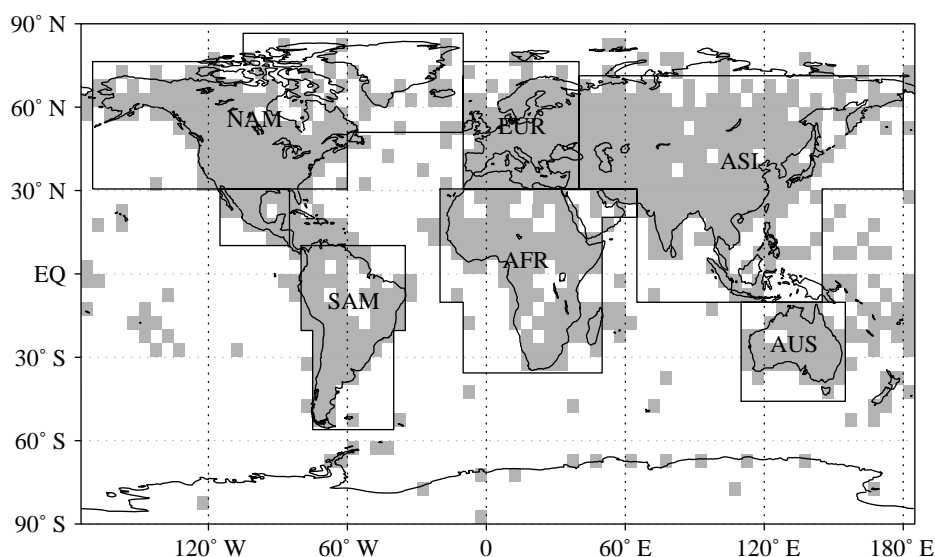 90° N
60° N
30° N
EQ
30° S
60° S
90° S
NAM
EUR
ASI
AFR
SAM
AUS
120° W
60° W
0
60° E
120° E
180° E